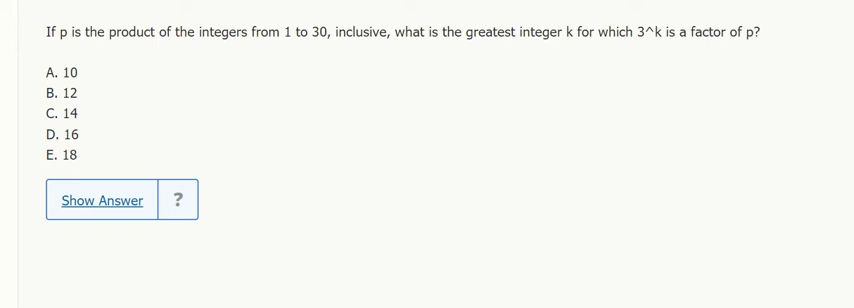 If p is the product of the integers from 1 to 30, inclusive, what is the greatest integer k for which 3^k is a factor of p?
A. 10
B. 12
C. 14
D. 16
E. 18
Show Answer ?